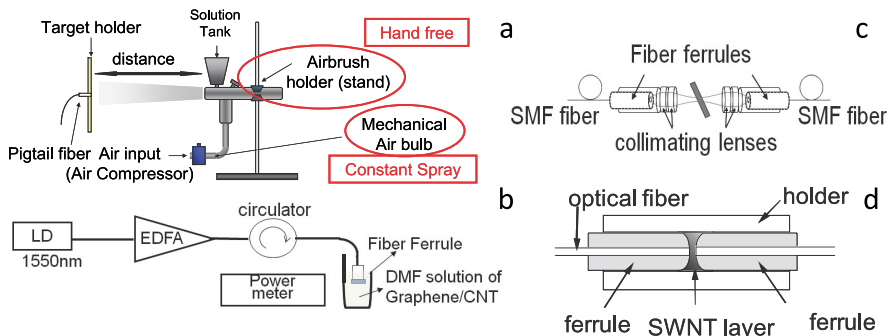 Solution
Tank
Target holder
distance
Hand free
Airbrush
holder (stand)
Mechanical
Air bulb
Constant Spray
Pigtail fiber
Air input
(Air Compressor)
a
c
Fiber ferrules
SMF fiber
SMF fiber
collimating lenses
b
LD
1550nm
EDFA
circulator
Power
meter
Fiber Ferrule
DMF solution of
Graphene/CNT
d
optical fiber
holder
ferrule
SWNT layer
ferrule